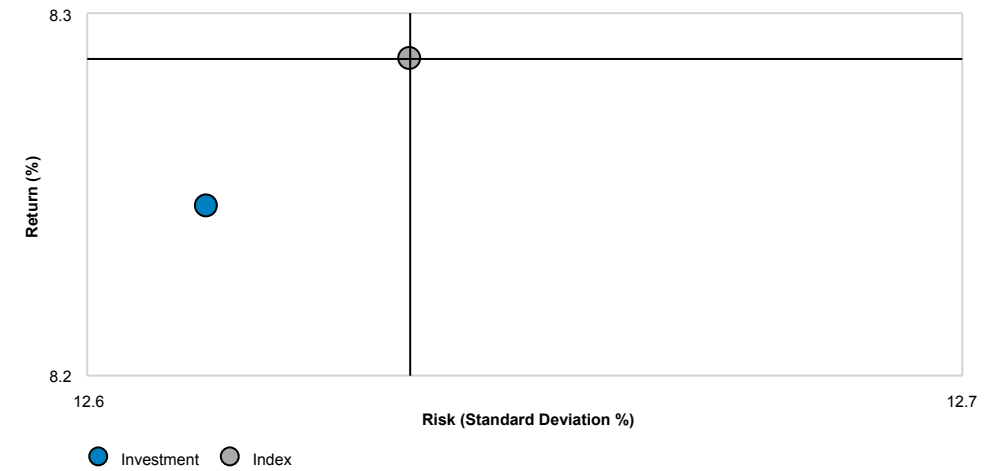 8.3
Return (%)
8.2
12.6
12.7
Risk (Standard Deviation %)
Investment
Index